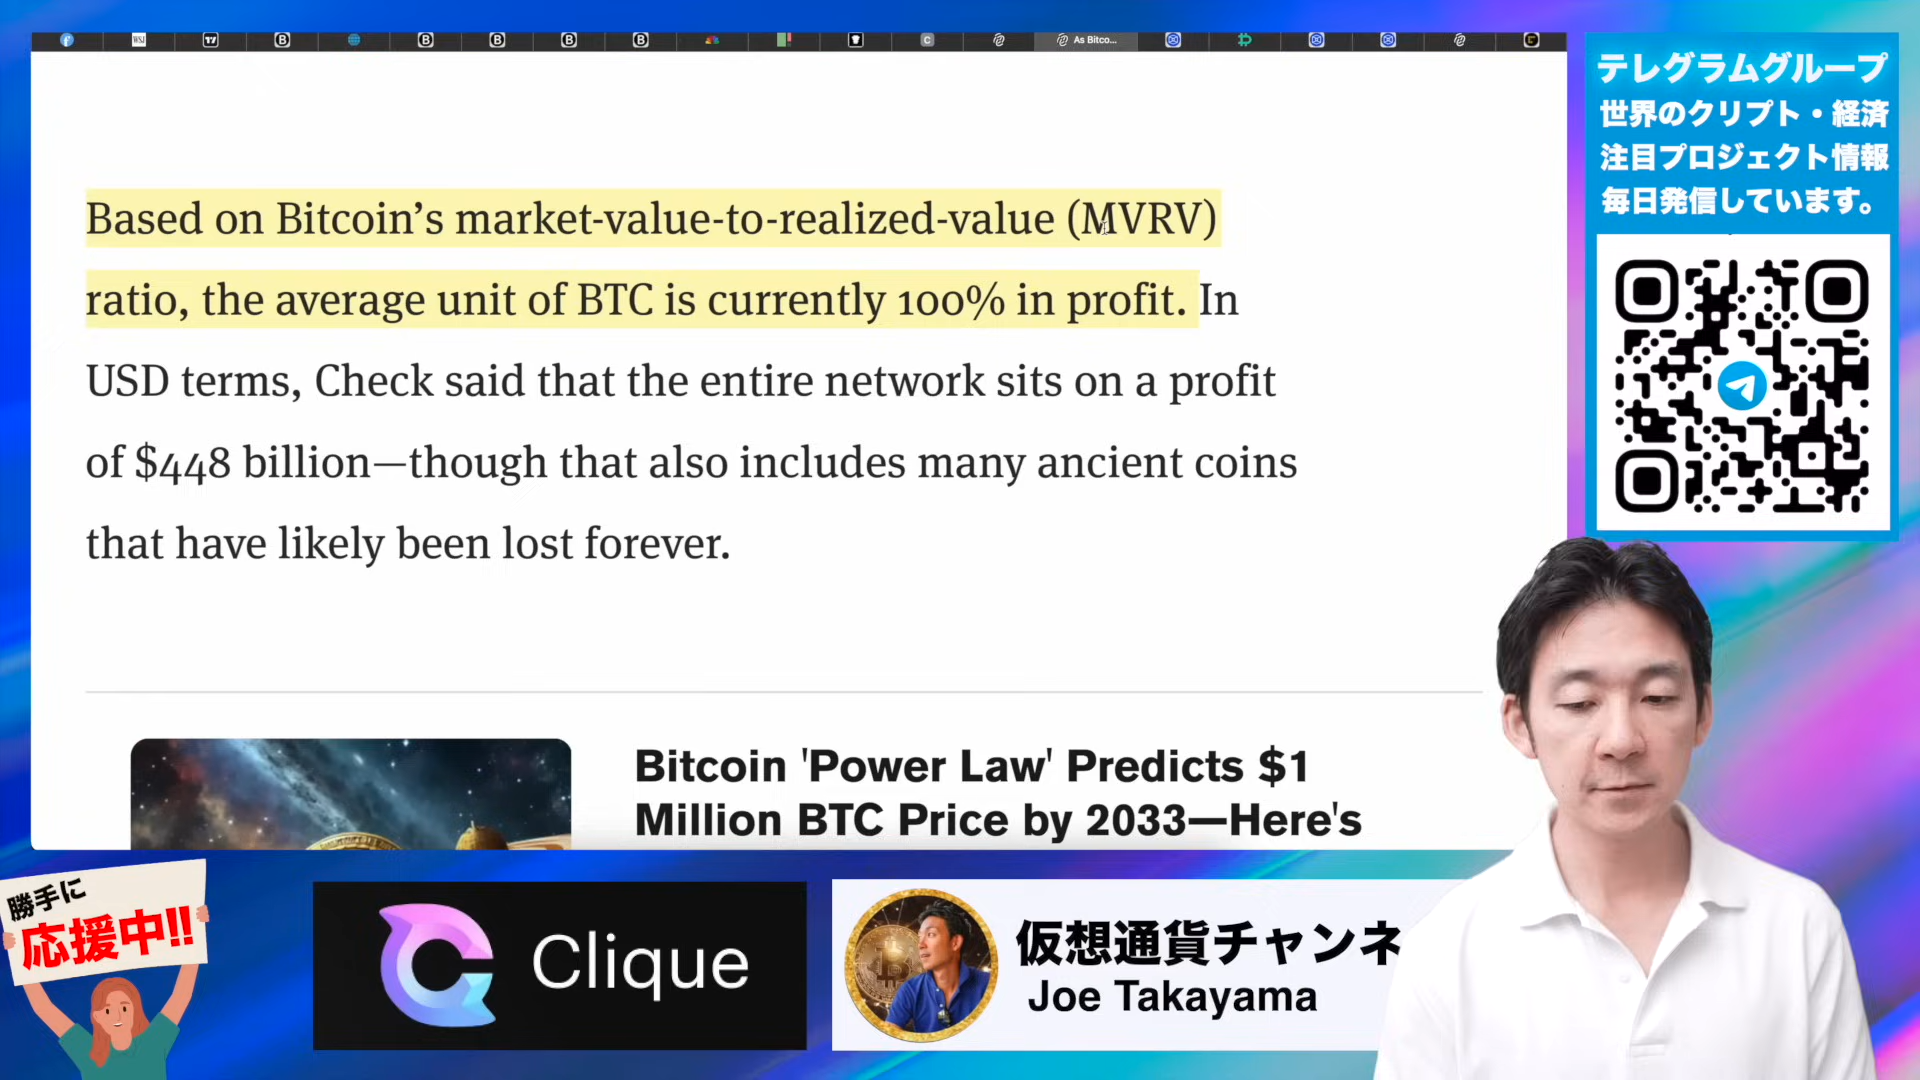 As Bitco...
Based on Bitcoin’s market-value-to-realized-value (MVRV)
ratio, the average unit of BTC is currently 100% in profit. In
USD terms, Check said that the entire network sits on a profit
of $448 billion—though that also includes many ancient coins
that have likely been lost forever.
Bitcoin 'Power Law' Predicts $1
Million BTC Price by 2033—Here's
テレグラムグループ
世界のクリプト・経済
注目プロジェクト情報
毎日発信しています。
勝手に
応援中!!
Clique
仮想通貨チャンネ
Joe Takayama